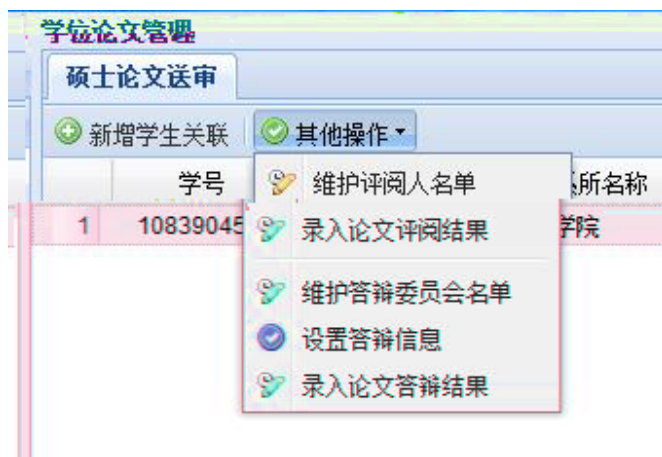 学位论文管理
硕士论文送审
新增学生关联 其他操作
学号 所名称
1 10839045 学院
维护评阅人名单
录入论文评阅结果
维护答辩委员会名单
设置答辩信息
录入论文答辩结果